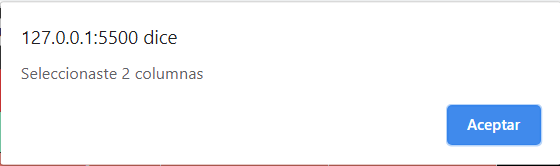 127.0.0.1:5500 dice
Seleccionaste 2 columnas
Aceptar